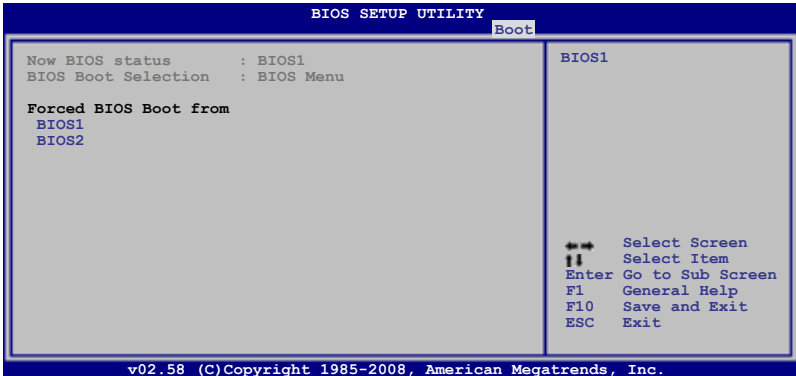 BIOS SETUP UTILITY
Boot
Now BIOS status : BIOS1
BIOS Boot Selection : BIOS Menu
Forced BIOS Boot from
BIOS1
BIOS2
BIOS1
←→ Select Screen
↑↓ Select Item
Enter Go to Sub Screen
F1 General Help
F10 Save and Exit
ESC Exit
v02.58 (C)Copyright 1985-2008, American Megatrends, Inc.